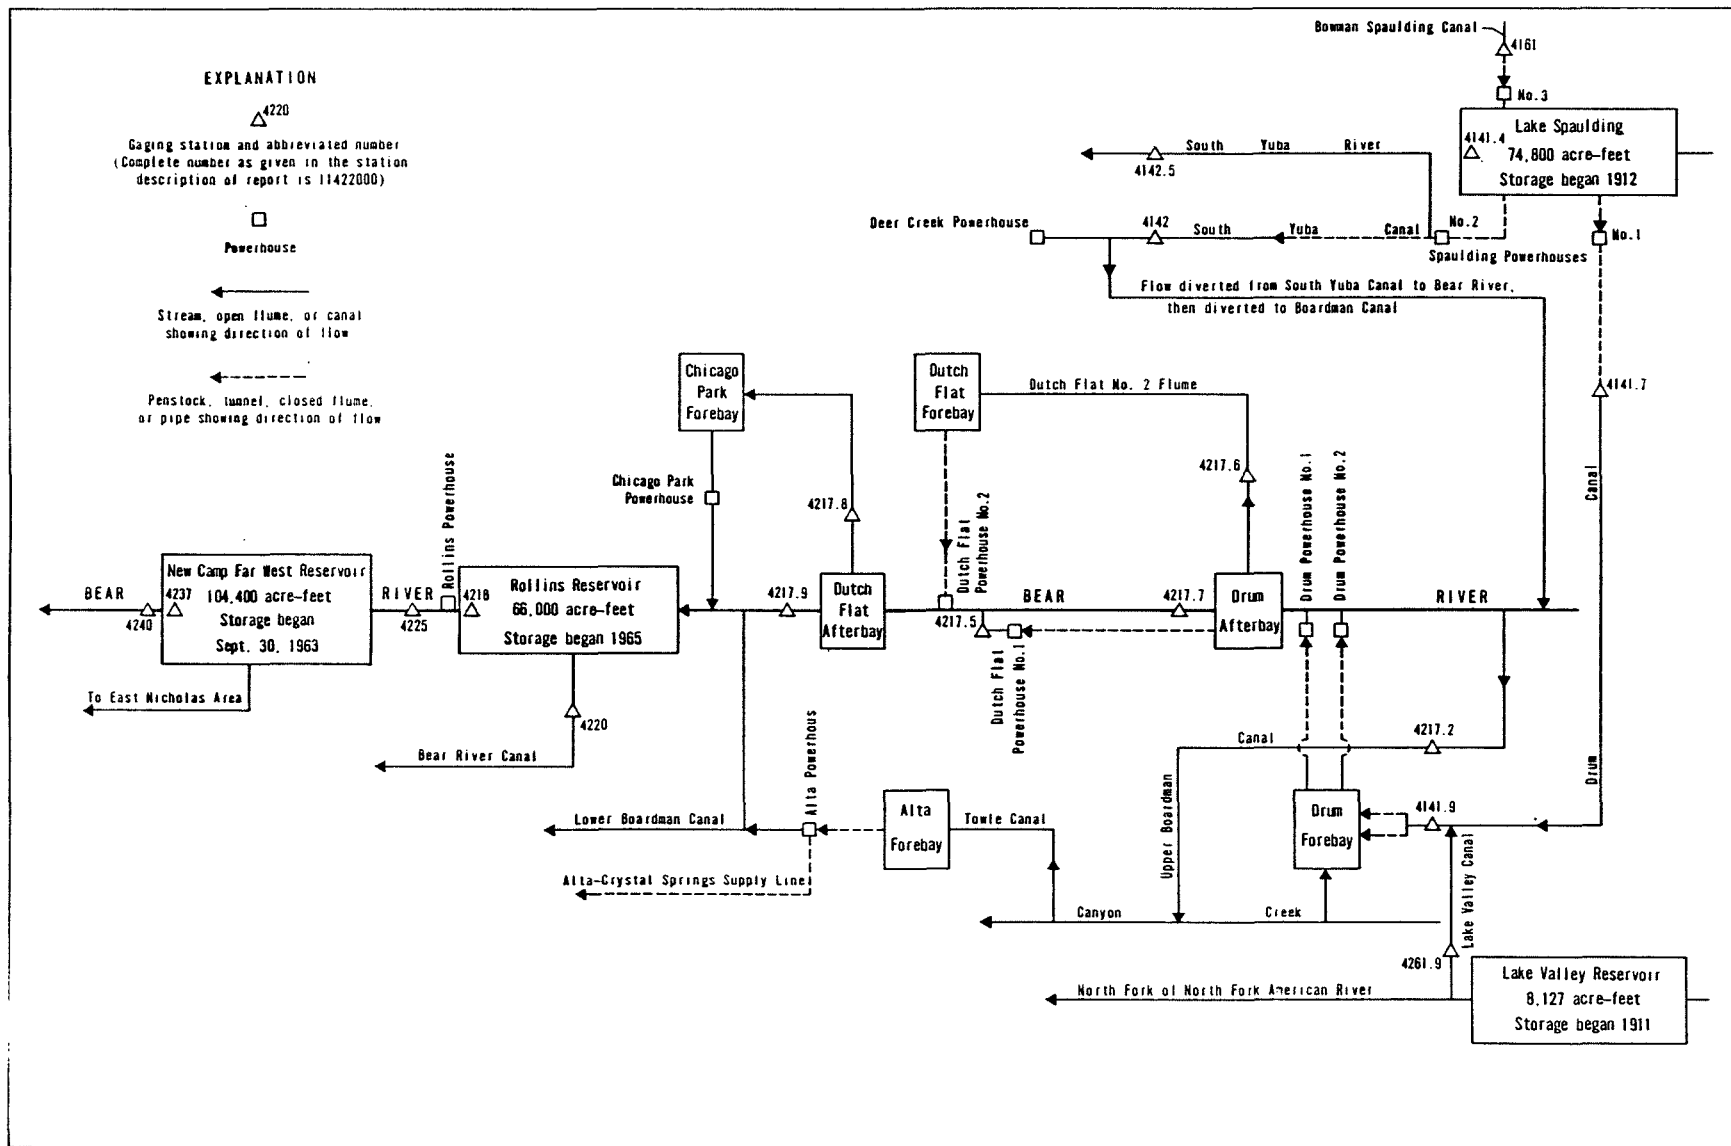 EXPLANATION
4220
Gaging station and abbreviated number
(Complete number as given in the station
description of report is 11422000)
Powerhouse
Stream, open flume, or canal
showing direction of flow
Penstock, tunnel, closed flume,
or pipe showing direction of flow
Bowman Spaulding Canal
4161
No.3
Lake Spaulding
4141.4
74,800 acre-feet
Storage began 1912
South Yuba River
4142.5
Deer Creek Powerhouse
4142
South Yuba Canal
No.2
No.1
Spaulding Powerhouses
Flow diverted from South Yuba Canal to Bear River,
then diverted to Boardman Canal
4141.7
Canal
Drum
Chicago
Park
Forebay
Dutch
Flat
Forebay
Dutch Flat No. 2 Flume
Chicago Park
Powerhouse
4217.8
4217.6
Drum Powerhouse No.1
Drum Powerhouse No.2
Rollins Powerhouse
Dutch Flat
Powerhouse No.2
BEAR
4240
4237
New Camp Far West Reservoir
104,400 acre-feet
Storage began
Sept. 30, 1963
RIVER
4225
4218
Rollins Reservoir
66,000 acre-feet
Storage began 1965
4217.9
Dutch
Flat
Afterbay
BEAR
4217.5
4217.7
Drum
Afterbay
RIVER
Dutch Flat
Powerhouse No.1
To East Nicholas Area
4220
Bear River Canal
Canal
4217.2
Upper Boardman
Alta Powerhous
Lower Boardman Canal
Alta
Forebay
Towle Canal
Drum
Forebay
4141.9
Alta-Crystal Springs Supply Line
Canyon Creek
Lake Valley Canal
4261.9
North Fork of North Fork American River
Lake Valley Reservoir
8,127 acre-feet
Storage began 1911